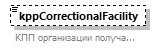 kppCorrectionalFacility
КПП организации получа...